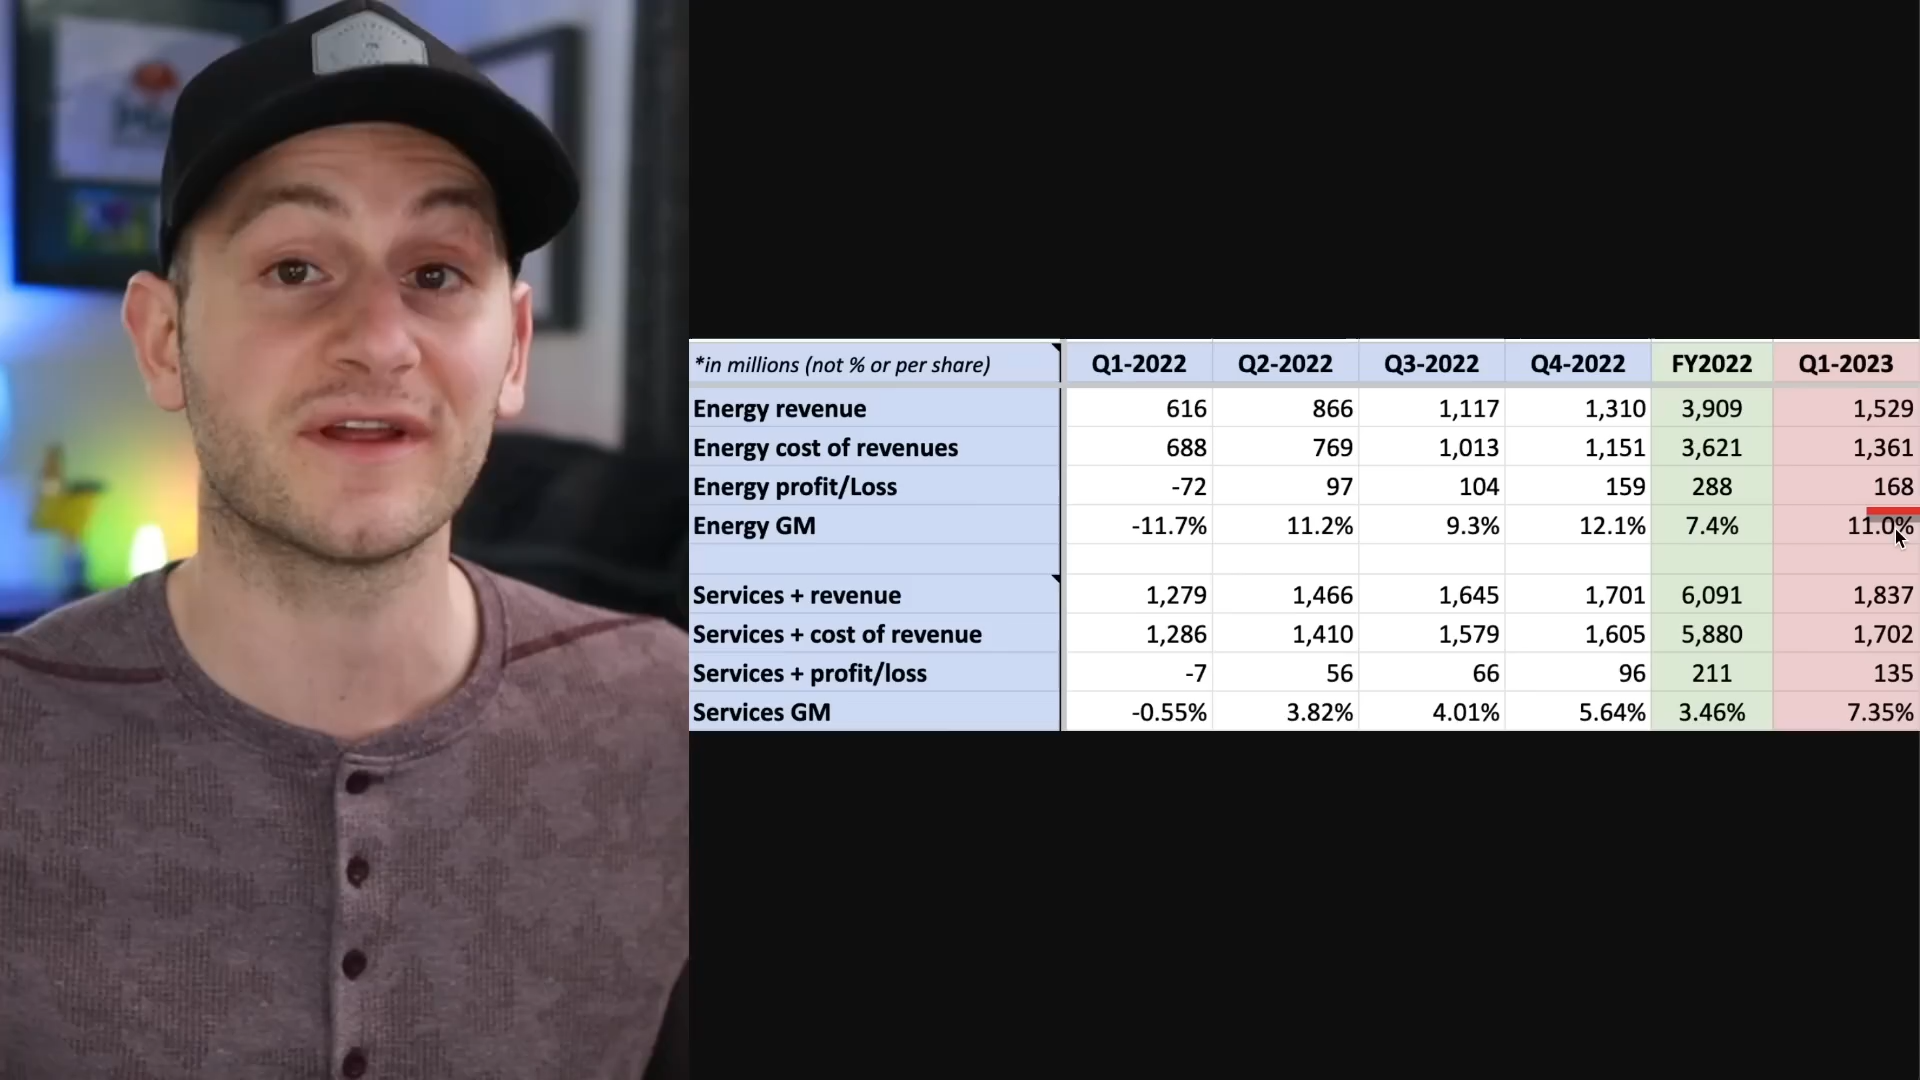 *in millions (not % or per share) Q1-2022 Q2-2022 Q3-2022 Q4-2022 FY2022 Q1-2023
Energy revenue 616 866 1,117 1,310 3,909 1,529
Energy cost of revenues 688 769 1,013 1,151 3,621 1,361
Energy profit/Loss -72 97 104 159 288 168
Energy GM -11.7% 11.2% 9.3% 12.1% 7.4% 11.0%
Services + revenue 1,279 1,466 1,645 1,701 6,091 1,837
Services + cost of revenue 1,286 1,410 1,579 1,605 5,880 1,702
Services + profit/loss -7 56 66 96 211 135
Services GM -0.55% 3.82% 4.01% 5.64% 3.46% 7.35%